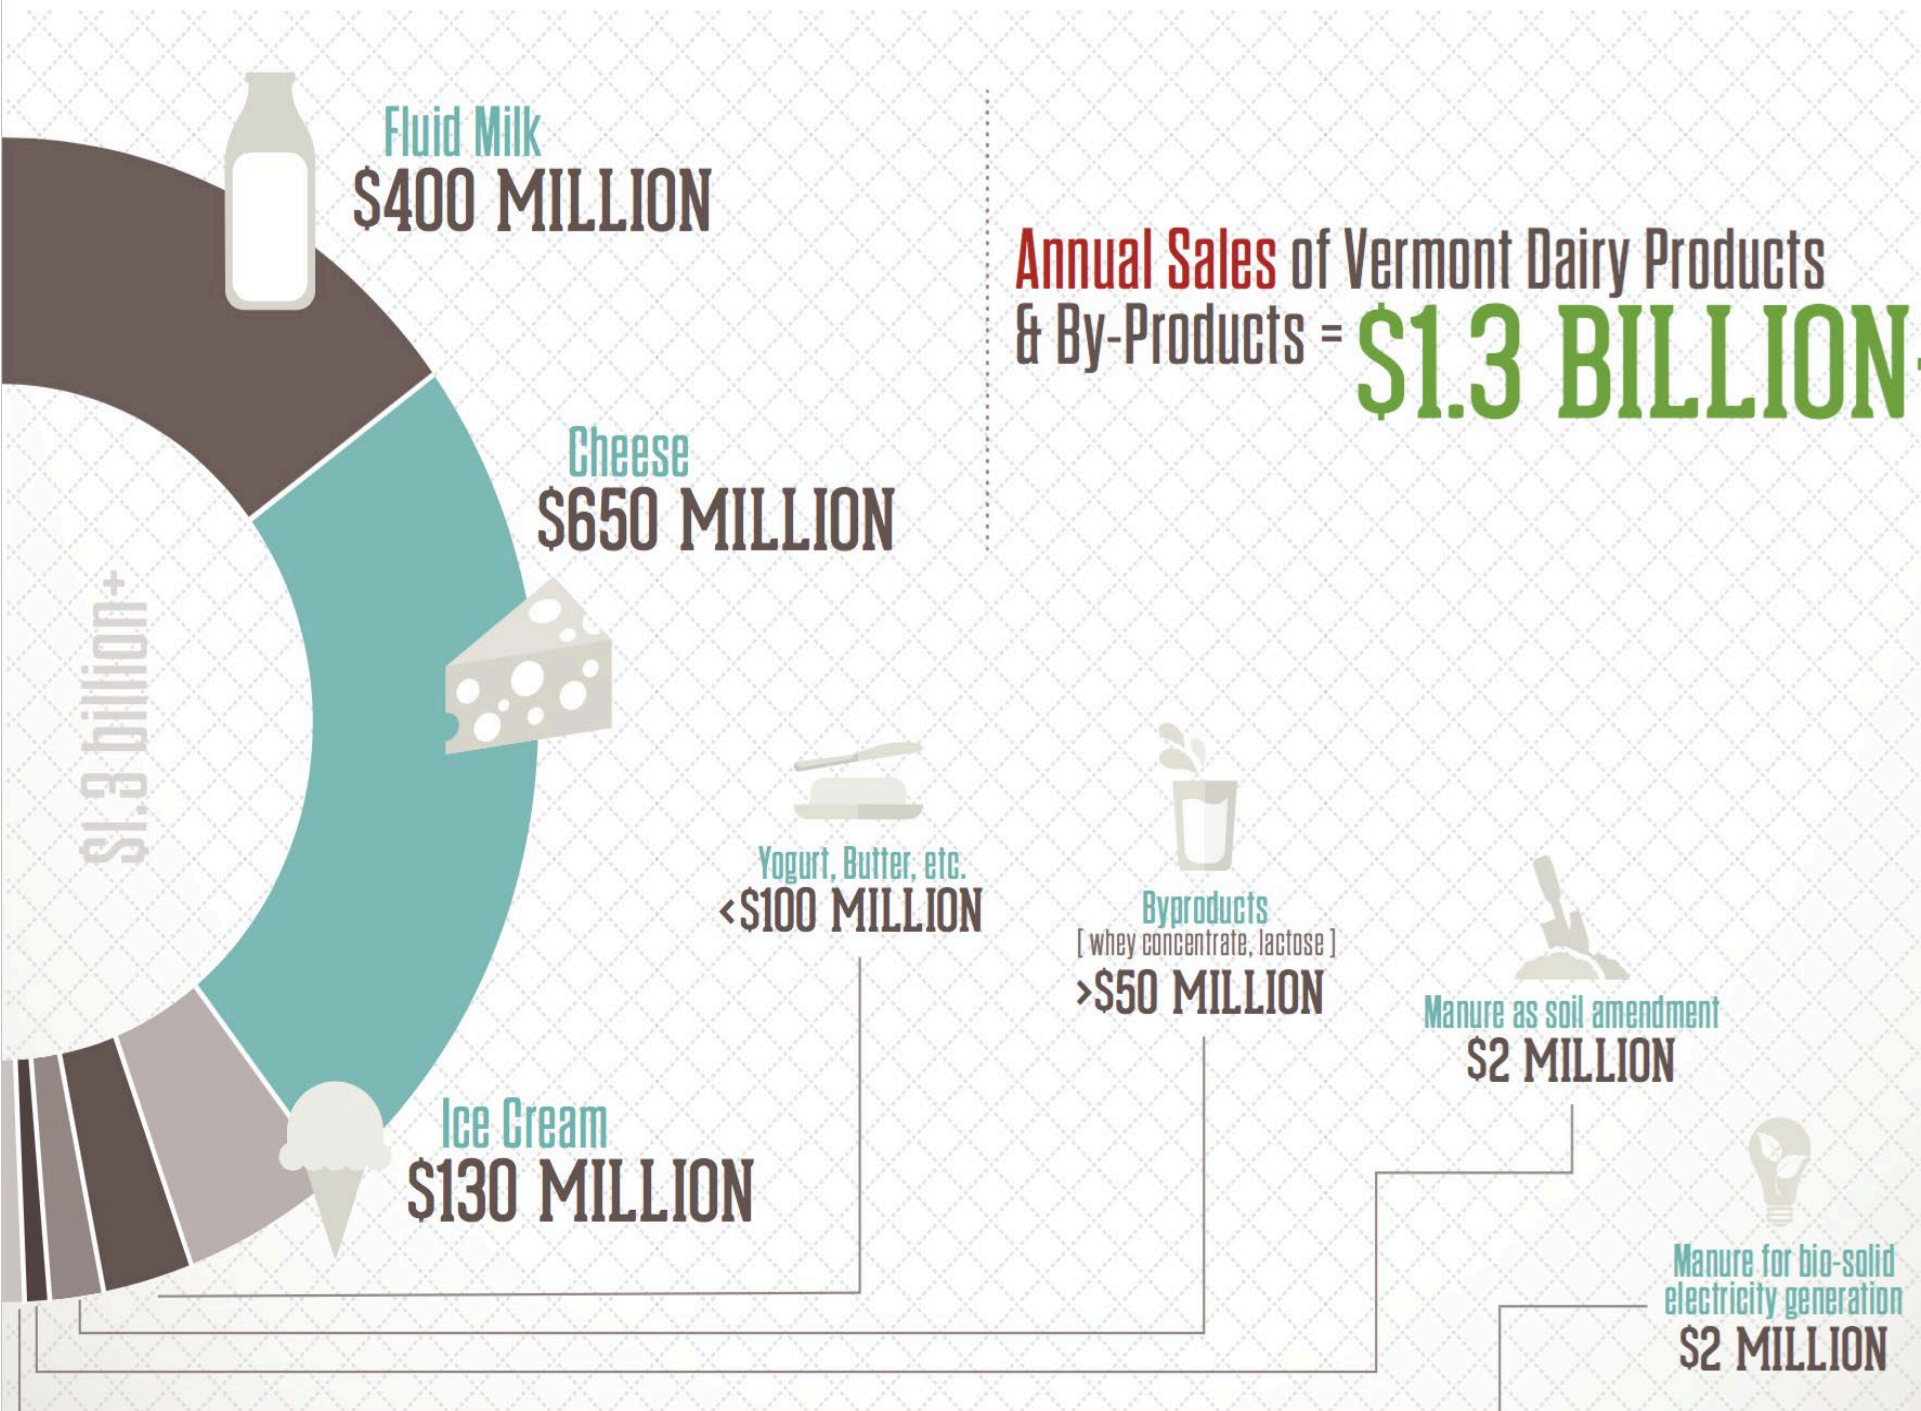 Fluid Milk
$400 MILLION
Annual Sales of Vermont Dairy Products
& By-Products = $1.3 BILLION
Cheese
$650 MILLION
$1.3 billion+
Yogurt, Butter, etc.
<$100 MILLION
Byproducts
[ whey concentrate, lactose ]
>$50 MILLION
Manure as soil amendment
$2 MILLION
Ice Cream
$130 MILLION
Manure for bio-solid
electricity generation
$2 MILLION